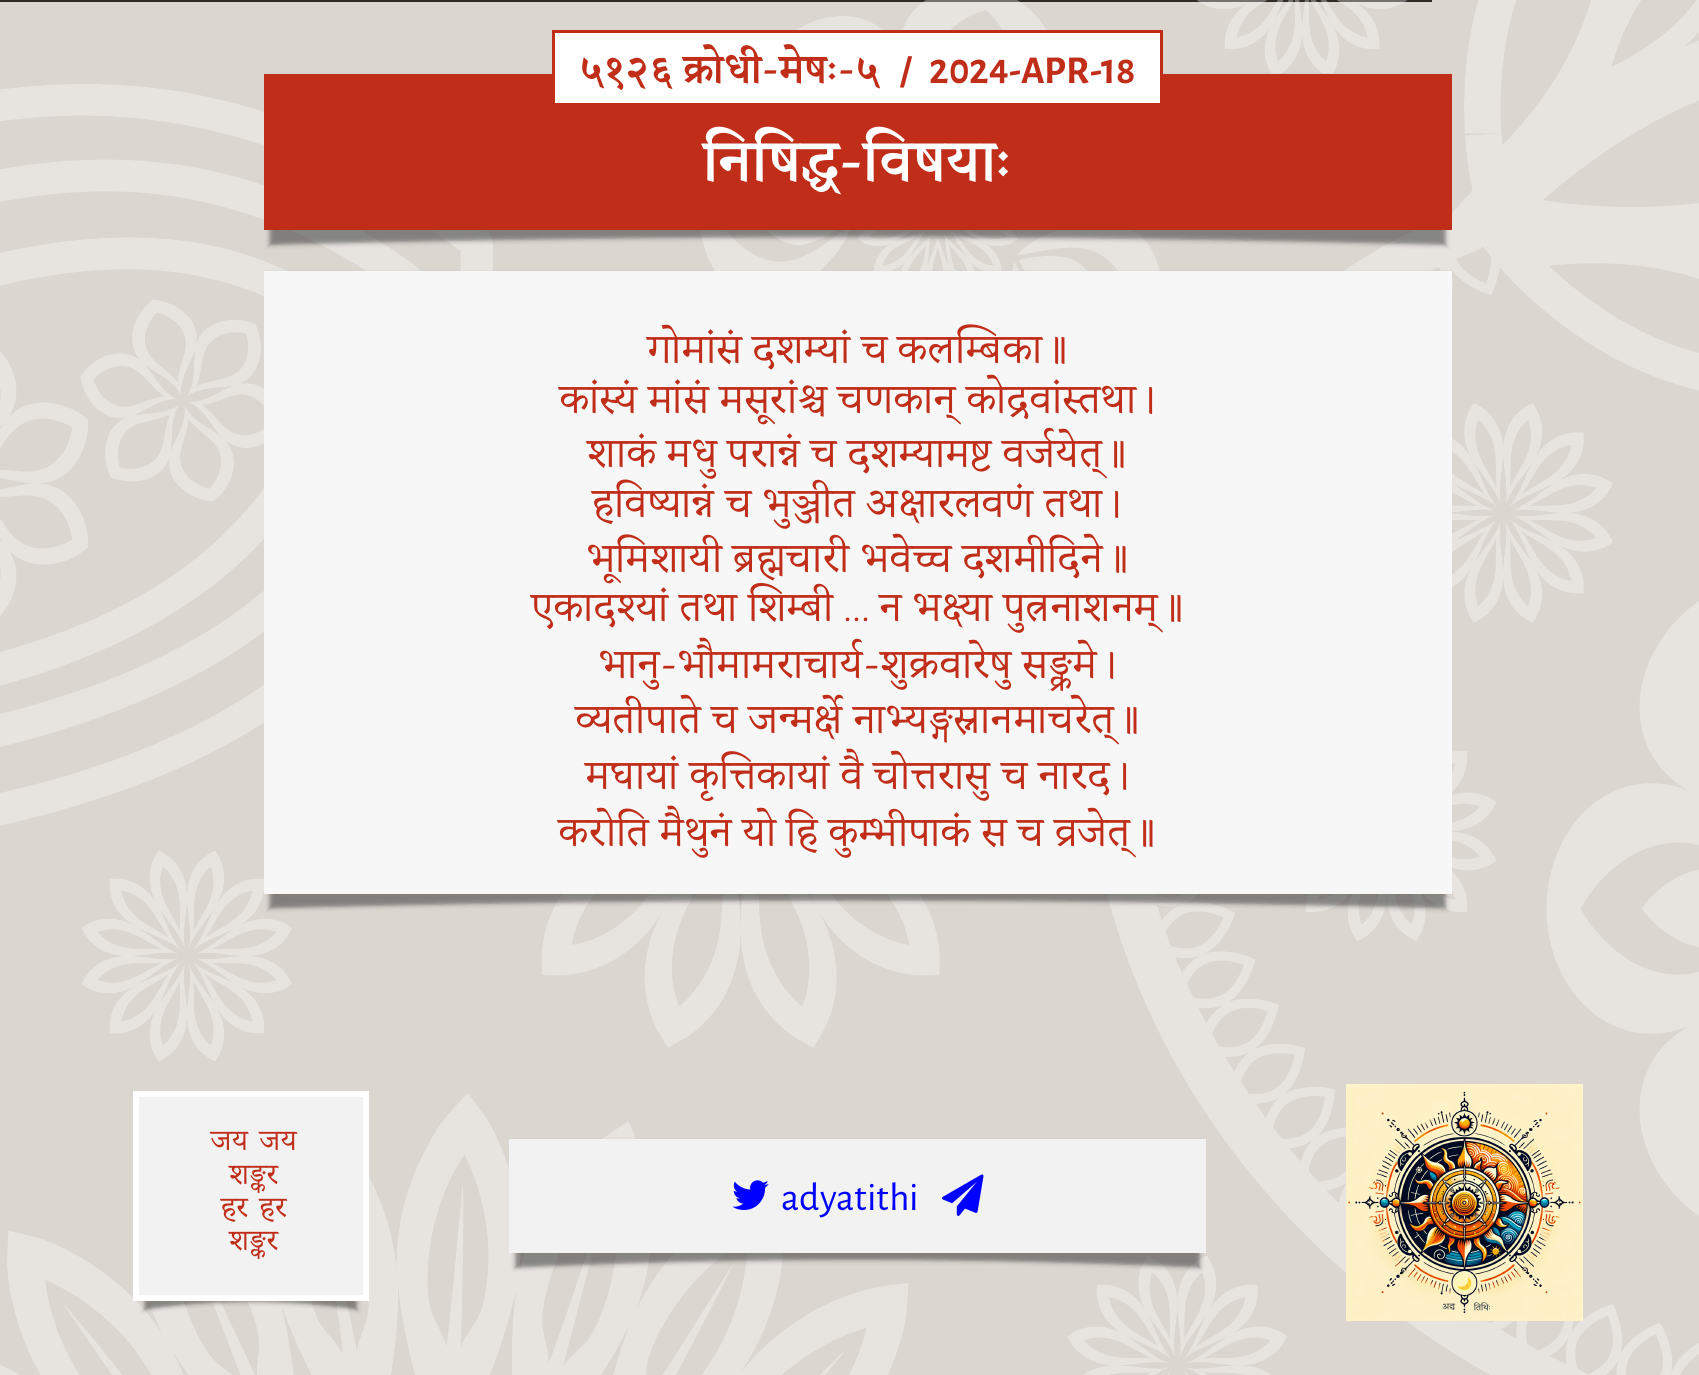 ५१२६ क्रोधी-मेषः-५ / 2024-APR-18
निषिद्ध-विषयाः
गोमांसं दशम्यां च कलम्बिका॥
कांस्यं मांसं मसूरांश्च चणकान् कोद्रवांस्तथा।
शाकं मधु परान्नं च दशम्यामष्ट वर्जयेत्॥
हविष्यान्नं च भुञ्जीत अक्षारलवणं तथा।
भूमिशायी ब्रह्मचारी भवेच्च दशमीदिने॥
एकादश्यां तथा शिम्बी ... न भक्ष्या पुत्रनाशनम्॥
भानु-भौमामराचार्य-शुक्रवारेषु सङ्क्रमे।
व्यतीपाते च जन्मर्क्षे नाभ्यङ्गस्नानमाचरेत्॥
मघायां कृत्तिकायां वै चोत्तरासु च नारद।
करोति मैथुनं यो हि कुम्भीपाकं स च व्रजेत्॥
जय जय
शङ्कर
हर हर
शङ्कर
adyatithi
अद्य तिथिः